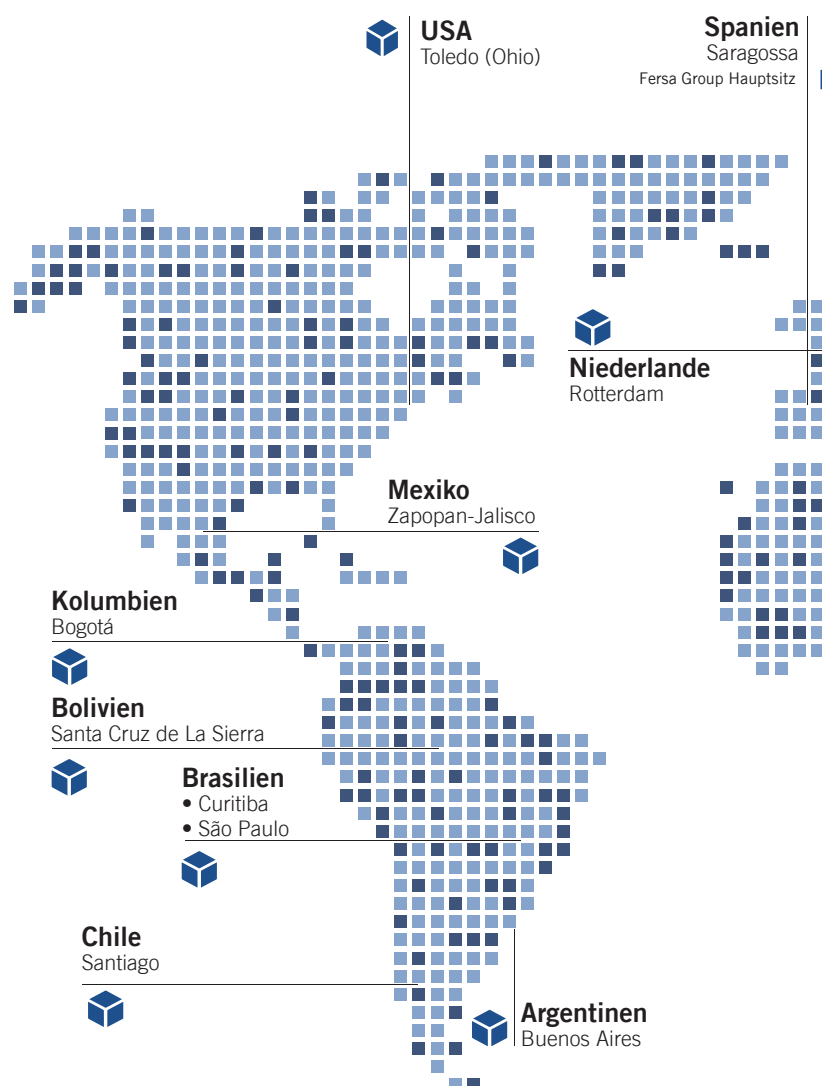 USA
Toledo (Ohio)
Spanien
Saragossa
Fersa Group Hauptsitz
Niederlande
Rotterdam
Mexiko
Zapopan-Jalisco
Kolumbien
Bogotá
Bolivien
Santa Cruz de La Sierra
Brasilien
• Curitiba
• São Paulo
Chile
Santiago
Argentinen
Buenos Aires